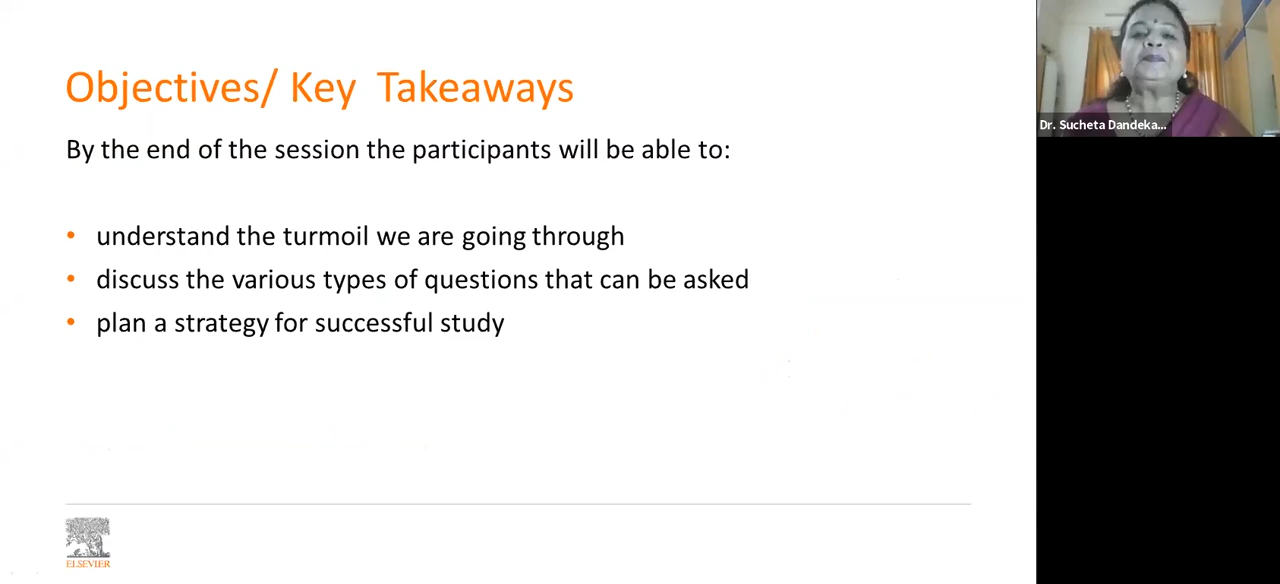 Objectives/ Key Takeaways
By the end of the session the participants will be able to:
• understand the turmoil we are going through
• discuss the various types of questions that can be asked
• plan a strategy for successful study
ELSEVIER
Dr. Sucheta Dandeka...